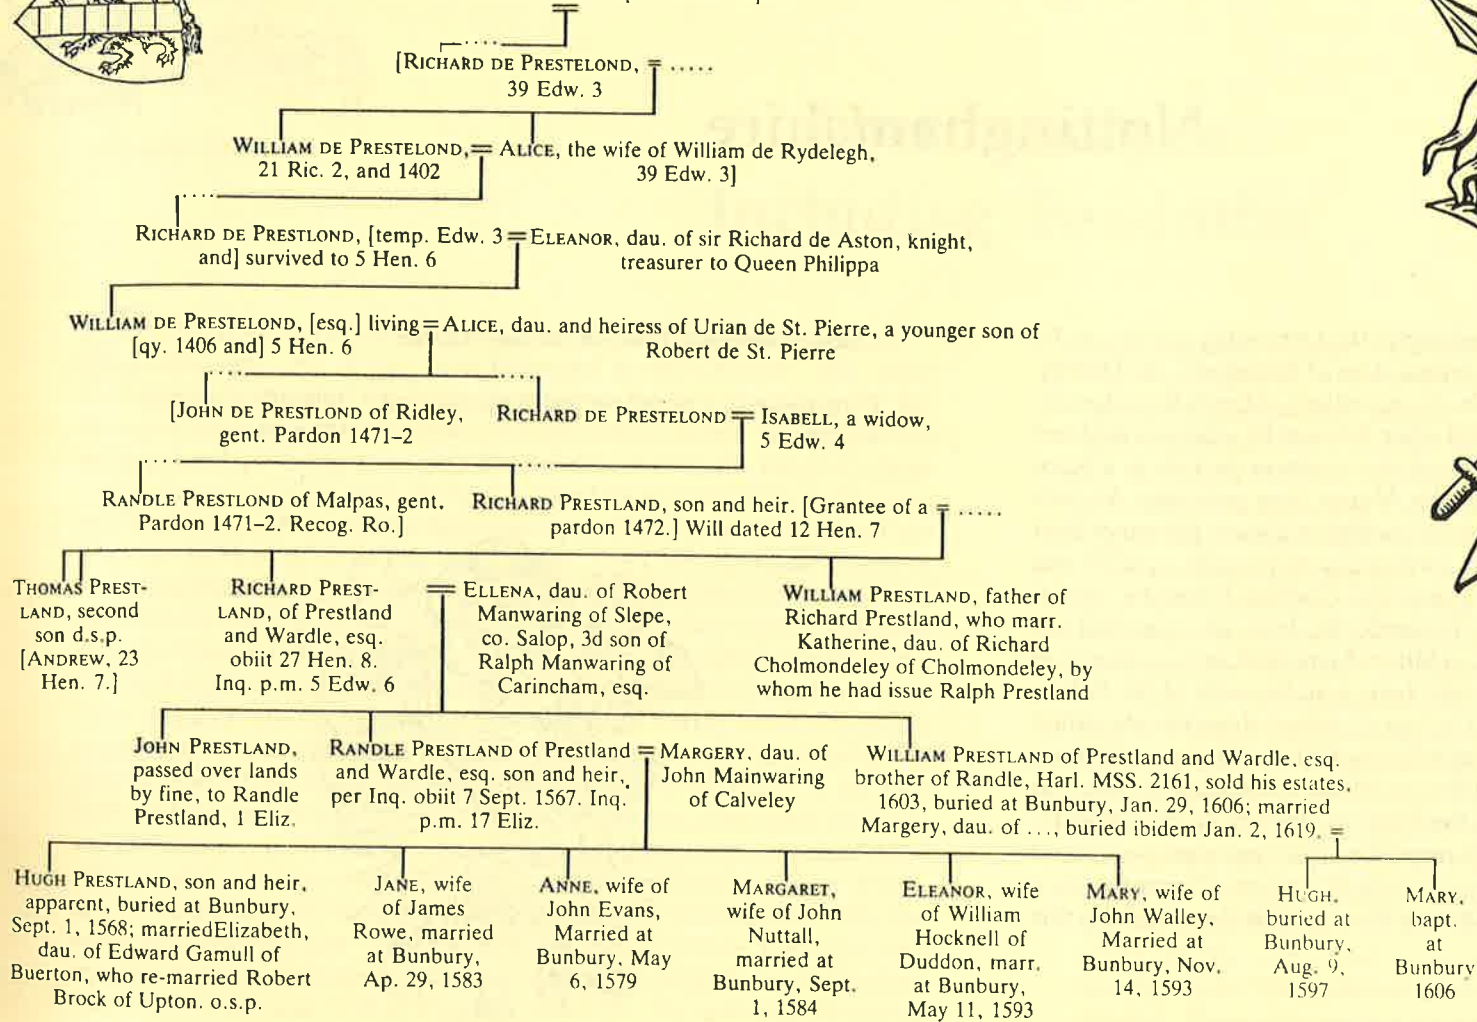 [RICHARD DE PRESTELOND, = .....
39 Edw. 3
WILLIAM DE PRESTELOND, = ALICE, the wife of William de Rydelegh,
21 Ric. 2, and 1402
39 Edw. 3]
RICHARD DE PRESTLOND, [temp. Edw. 3 = ELEANOR, dau. of sir Richard de Aston, knight,
and] survived to 5 Hen. 6
treasurer to Queen Philippa
WILLIAM DE PRESTELOND, [esq.] living = ALICE, dau. and heiress of Urian de St. Pierre, a younger son of
[qy. 1406 and] 5 Hen. 6
Robert de St. Pierre
[JOHN DE PRESTLOND of Ridley,
gent. Pardon 1471–2
RICHARD DE PRESTELOND = ISABELL, a widow,
5 Edw. 4
RANDLE PRESTLOND of Malpas, gent.
Pardon 1471–2. Recog. Ro.]
RICHARD PRESTLAND, son and heir. [Grantee of a = .....
pardon 1472.] Will dated 12 Hen. 7
THOMAS PREST-
LAND, second
son d.s.p.
[ANDREW, 23
Hen. 7.]
RICHARD PREST-
LAND, of Prestland
and Wardle, esq.
obiit 27 Hen. 8.
Inq. p.m. 5 Edw. 6
= ELLENA, dau. of Robert
Manwaring of Slepe,
co. Salop, 3d son of
Ralph Manwaring of
Carincham, esq.
WILLIAM PRESTLAND, father of
Richard Prestland, who marr.
Katherine, dau. of Richard
Cholmondeley of Cholmondeley, by
whom he had issue Ralph Prestland
JOHN PRESTLAND,
passed over lands
by fine, to Randle
Prestland, 1 Eliz.
RANDLE PRESTLAND of Prestland =
and Wardle, esq. son and heir,
per Inq. obiit 7 Sept. 1567. Inq.
p.m. 17 Eliz.
MARGERY, dau. of
John Mainwaring
of Calveley
WILLIAM PRESTLAND of Prestland and Wardle, esq.
brother of Randle, Harl. MSS. 2161, sold his estates,
1603, buried at Bunbury, Jan. 29, 1606; married
Margery, dau. of ..., buried ibidem Jan. 2, 1619. =
HUGH PRESTLAND, son and heir,
apparent, buried at Bunbury,
Sept. 1, 1568; marriedElizabeth,
dau. of Edward Gamull of
Buerton, who re-married Robert
Brock of Upton. o.s.p.
JANE, wife
of James
Rowe, married
at Bunbury,
Ap. 29, 1583
ANNE, wife of
John Evans,
Married at
Bunbury, May
6, 1579
MARGARET,
wife of John
Nuttall,
married at
Bunbury, Sept.
1, 1584
ELEANOR, wife
of William
Hocknell of
Duddon, marr.
at Bunbury,
May 11, 1593
MARY, wife of
John Walley,
Married at
Bunbury, Nov.
14, 1593
HUGH,
buried at
Bunbury,
Aug. 9,
1597
MARY,
bapt.
at
Bunbury
1606